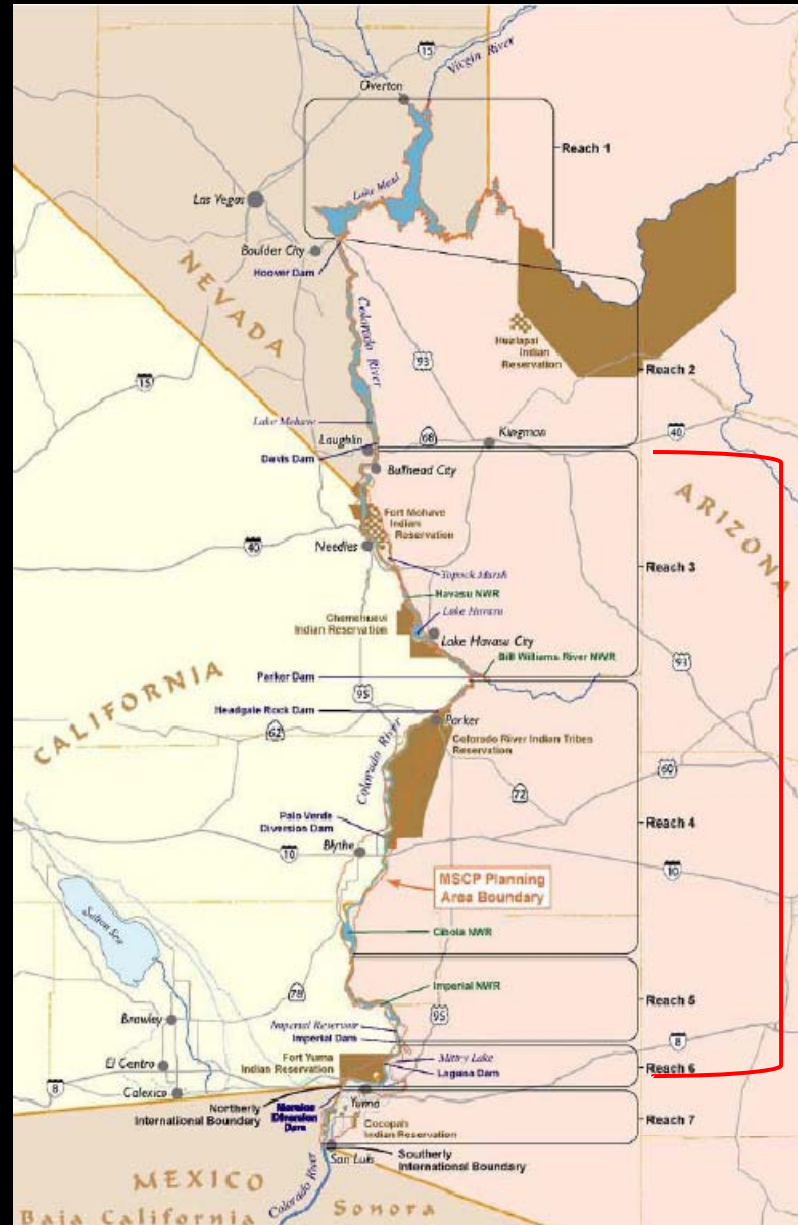 15
Virgin River
Overton
Reach 1
Las Vegas
Lake Mead
Boulder City
Hoover Dam
NEVADA
Colorado River
Hualapai
Indian
Reservation
93
Reach 2
15
Lake Mohave
Laughlin
68
Kingman
40
Davis Dam
Bullhead City
ARIZONA
Fort Mohave
Indian
Reservation
40
Needles
Topock Marsh
Reach 3
Havasu NWR
Chemehuevi
Indian Reservation
Lake Havasu
Lake Havasu City
Bill Williams River NWR
93
CALIFORNIA
Parker Dam
95
Headgate Rock Dam
Parker
62
Colorado River
Colorado River Indian Tribes
Reservation
60
72
Palo Verde
Diversion Dam
Reach 4
Blythe
10
10
MSCP Planning
Area Boundary
Salton Sea
Cibola NWR
78
Imperial NWR
Reach 5
95
Brawley
Imperial Reservoir
Imperial Dam
8
El Centro
Fort Yuma
Indian Reservation
Mittry Lake
Laguna Dam
Reach 6
8
Calexico
Northerly
International Boundary
Morelos
Diversion
Dam
Yuma
Cocopah
Indian Reservation
Reach 7
San Luis
Southerly
International Boundary
MEXICO
Colorado River
Baja California
Sonora